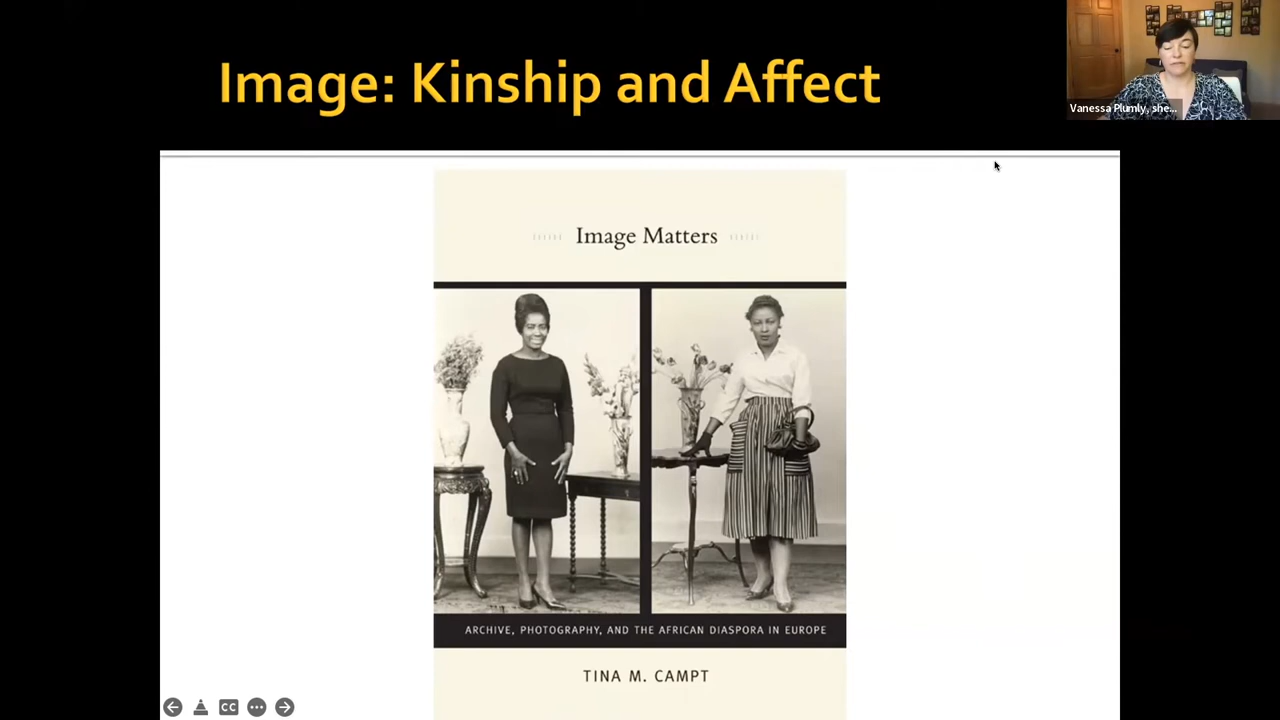 Image: Kinship and Affect
Vanessa Plumly, she...
Image Matters
ARCHIVE, PHOTOGRAPHY, AND THE AFRICAN DIASPORA IN EUROPE
TINA M. CAMPT
CC